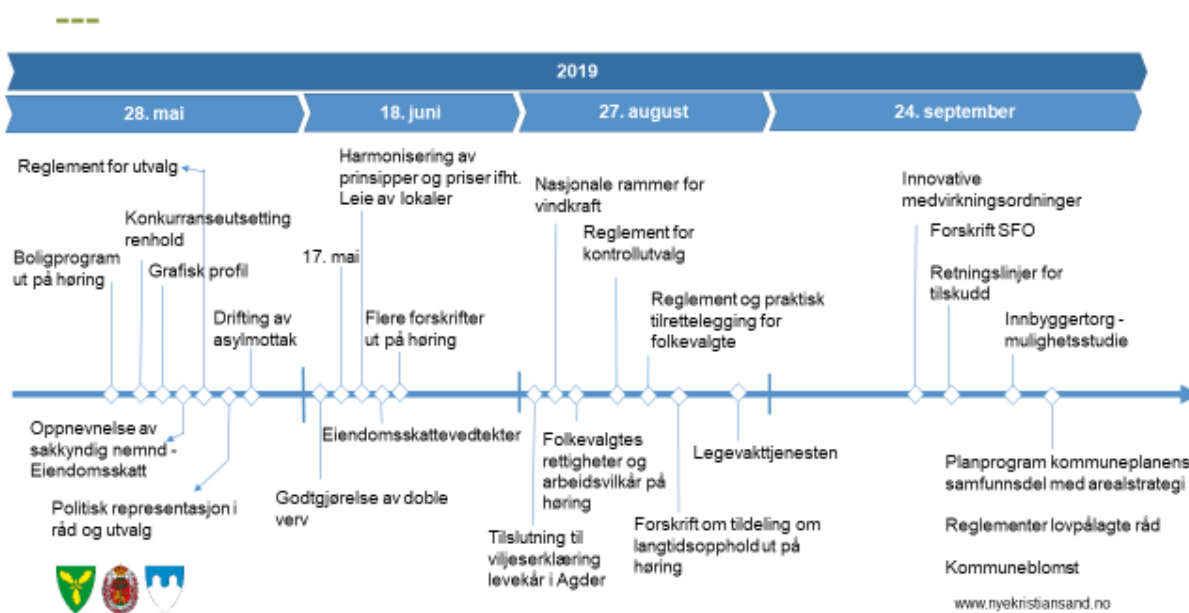 2019
28. mai
18. juni
27. august
24. september
Reglement for utvalg
Konkurranseutsetting
renhold
Boligprogram
ut på høring
Grafisk profil
Drifting av
asylmottak
Oppnevnelse av
sakkyndig nemnd -
Eiendomsskatt
Politisk representasjon i
råd og utvalg
Harmonisering av
prinsipper og priser ifht.
Leie av lokaler
17. mai
Flere forskrifter
ut på høring
Eiendomsskattevedtekter
Godtgjørelse av doble
verv
Nasjonale rammer for
vindkraft
Reglement for
kontrollutvalg
Reglement og praktisk
tilrettelegging for
folkevalgte
Folkevalgtes
rettigheter og
arbeidsvilkår på
høring
Legevakttjenesten
Tilslutning til
viljeserklæring
levekår i Agder
Forskrift om tildeling om
langtidsopphold ut på
høring
Innovative
medvirkningsordninger
Forskrift SFO
Retningslinjer for
tilskudd
Innbyggertorg -
mulighetsstudie
Planprogram kommuneplanens
samfunnsdel med arealstrategi
Reglementer lovpålagte råd
Kommuneblomst
www.nyekristiansand.no